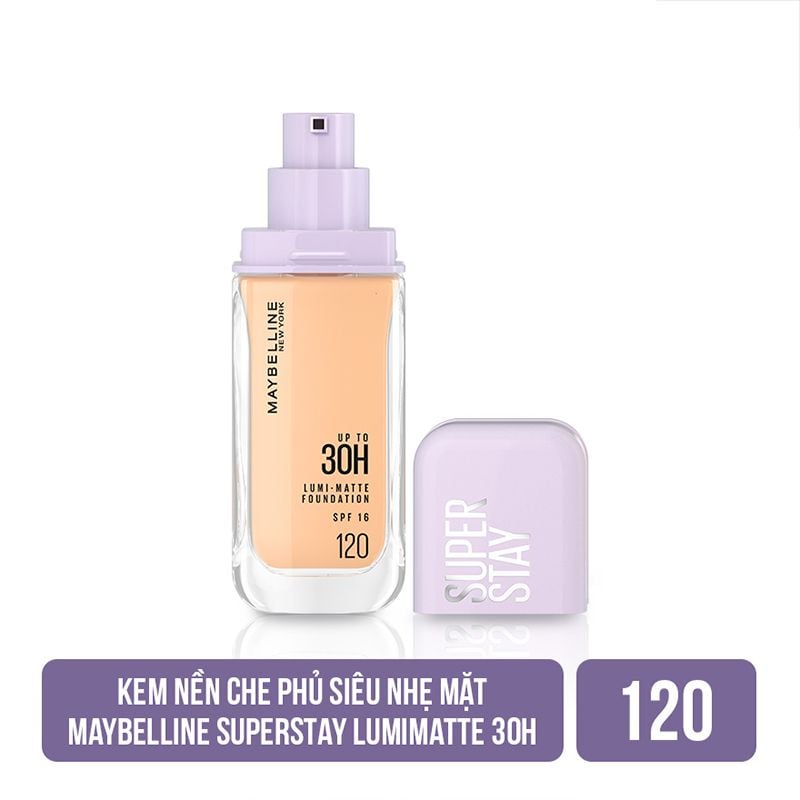 MAYBELLINE
NEW YORK
UP TO
30H
LUMI-MATTE
FOUNDATION
SPF 16
120
SUPER
STAY
KEM NỀN CHE PHỦ SIÊU NHẸ MẶT
MAYBELLINE SUPERSTAY LUMIMATTE 30H
120